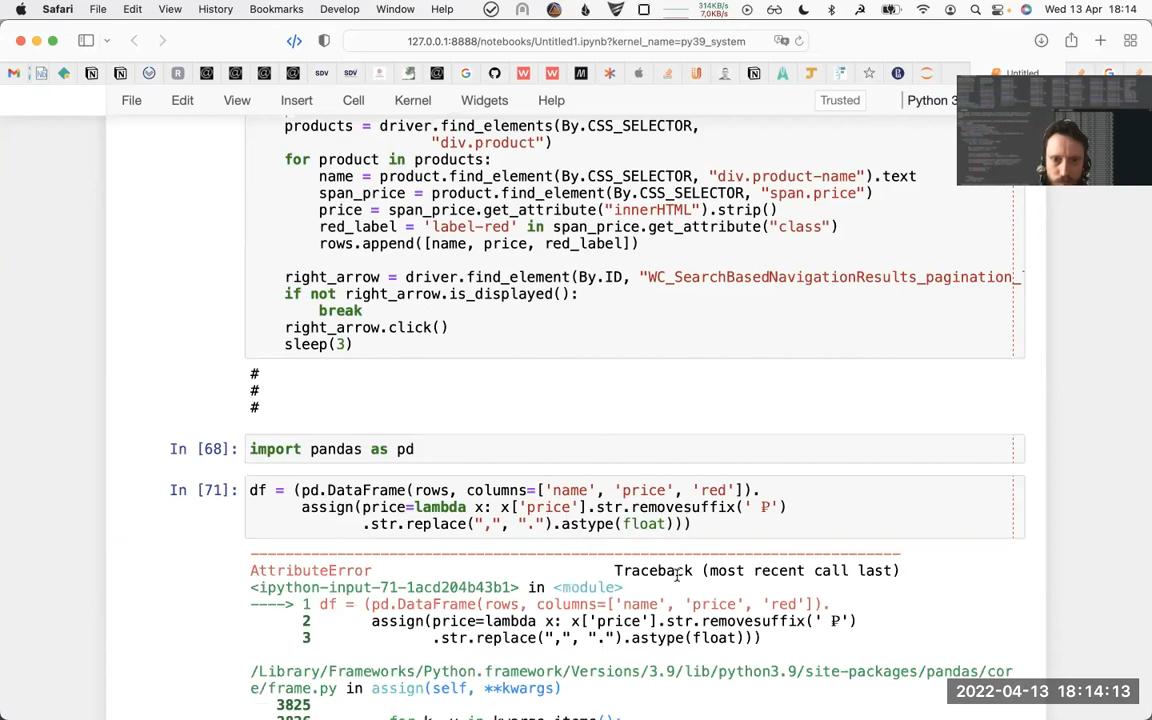 Safari File Edit View History Bookmarks Develop Window Help 314KB/s 7,0KB/s Wed 13 Apr 18:14
127.0.0.1:8888/notebooks/Untitled1.ipynb?kernel_name=py39_system
SDV SDV Untitled
File Edit View Insert Cell Kernel Widgets Help Trusted Python 3
products = driver.find_elements(By.CSS_SELECTOR,
"div.product")
for product in products:
name = product.find_element(By.CSS_SELECTOR, "div.product-name").text
span_price = product.find_element(By.CSS_SELECTOR, "span.price")
price = span_price.get_attribute("innerHTML").strip()
red_label = 'label-red' in span_price.get_attribute("class")
rows.append([name, price, red_label])
right_arrow = driver.find_element(By.ID, "WC_SearchBasedNavigationResults_pagination_
if not right_arrow.is_displayed():
break
right_arrow.click()
sleep(3)
#
#
#
In [68]: import pandas as pd
In [71]: df = (pd.DataFrame(rows, columns=['name', 'price', 'red']).
assign(price=lambda x: x['price'].str.removesuffix(' ₽')
.str.replace(",", ".").astype(float)))
---------------------------------------------------------------------------
AttributeError Traceback (most recent call last)
<ipython-input-71-1acd204b43b1> in <module>
----> 1 df = (pd.DataFrame(rows, columns=['name', 'price', 'red']).
2 assign(price=lambda x: x['price'].str.removesuffix(' ₽')
3 .str.replace(",", ".").astype(float)))
/Library/Frameworks/Python.framework/Versions/3.9/lib/python3.9/site-packages/pandas/cor
e/frame.py in assign(self, **kwargs)
3825
2022-04-13 18:14:13